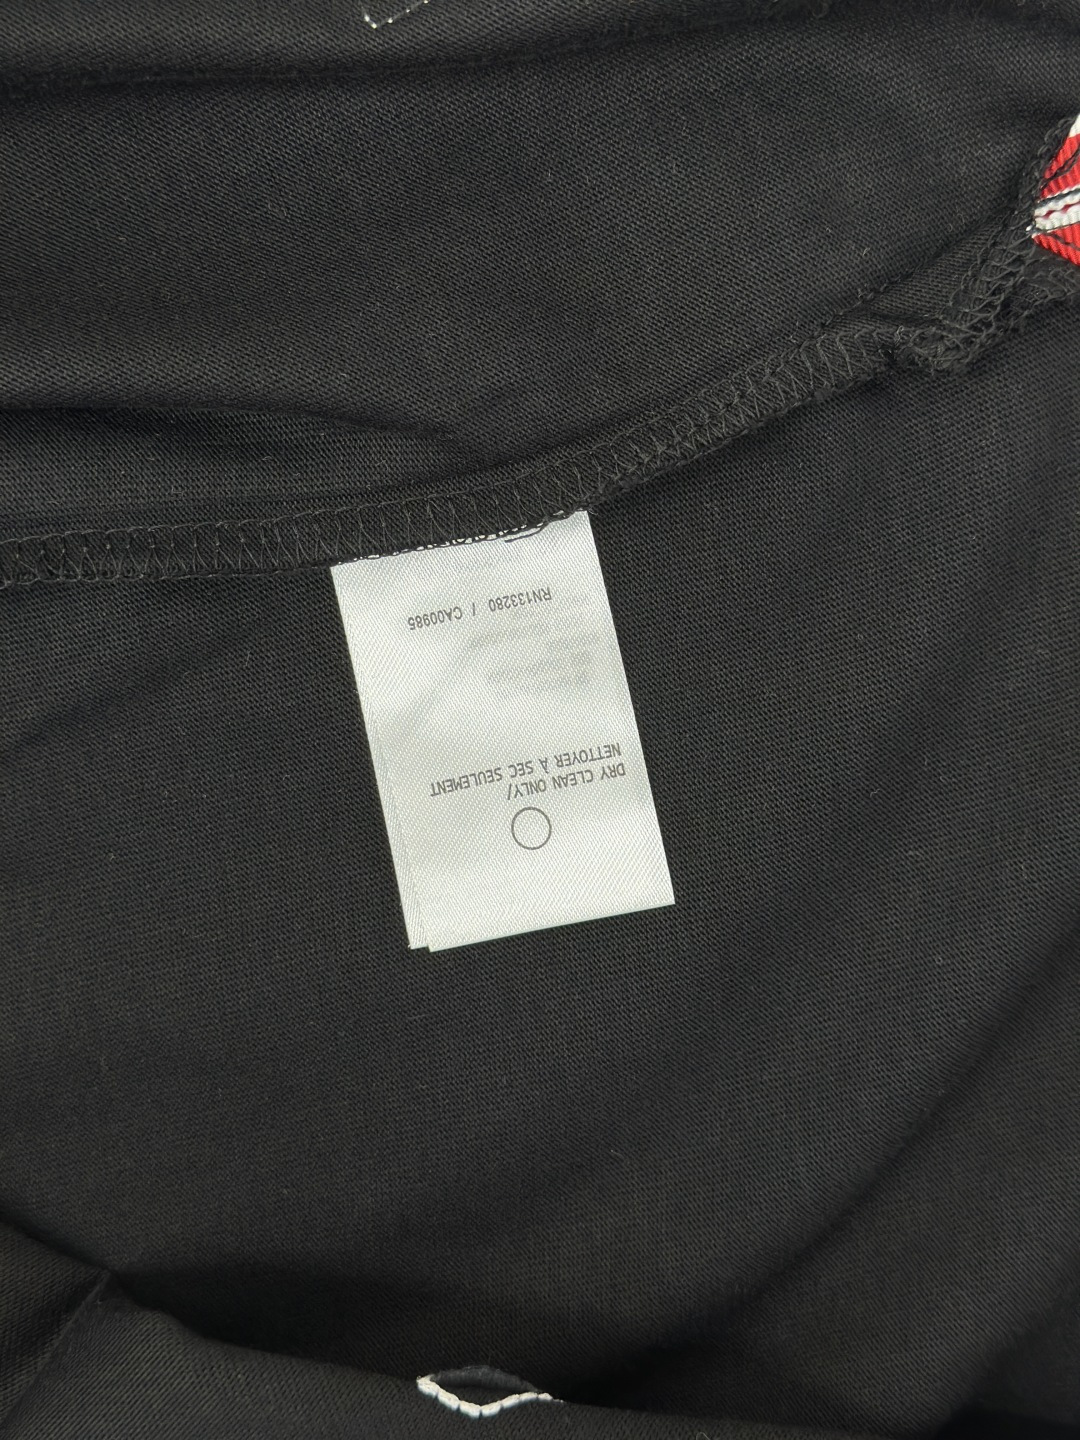 DRY CLEAN ONLY/
NETTOYER À SEC SEULEMENT
RN133280 / CA00985